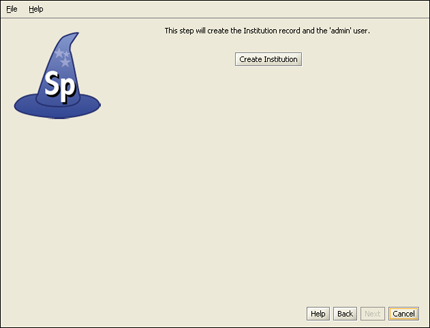 File Help
This step will create the Institution record and the 'admin' user.
Sp
Create Institution
Help Back Next Cancel